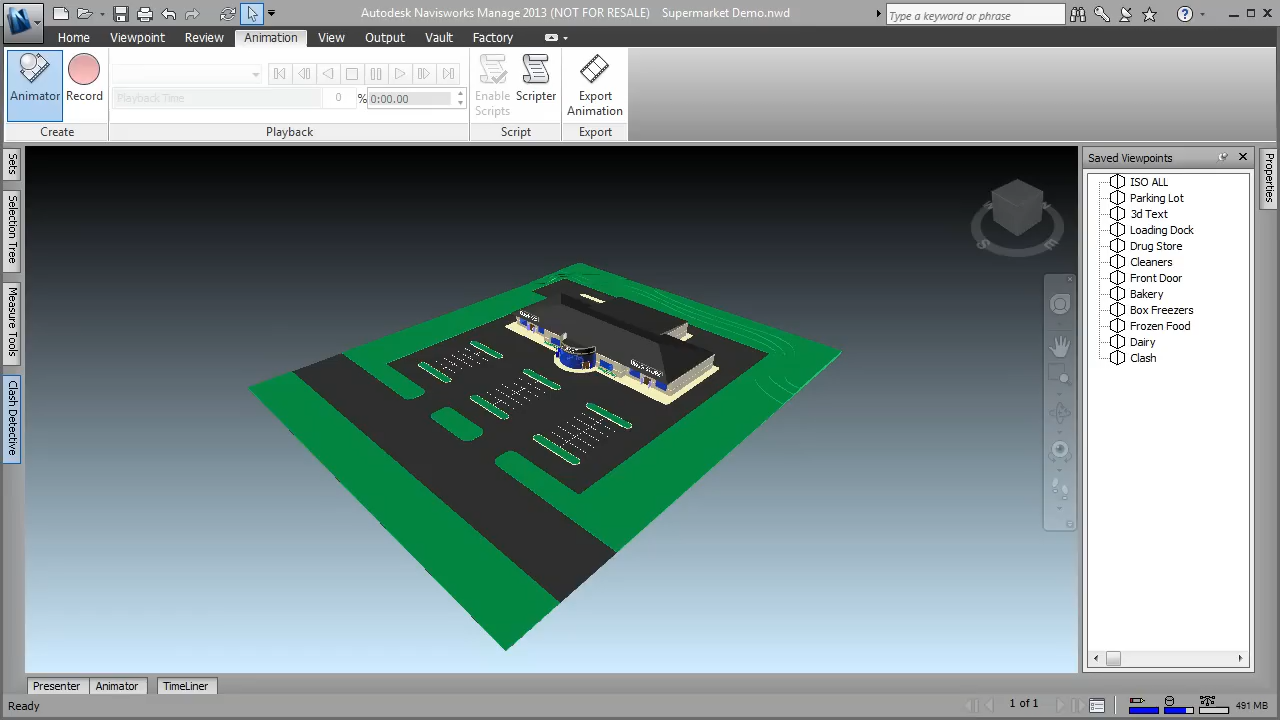 Autodesk Navisworks Manage 2013 (NOT FOR RESALE) Supermarket Demo.nwd
Type a keyword or phrase
Home Viewpoint Review Animation View Output Vault Factory
Animator
Record
Playback Time
0 %
0:00.00
Enable Scripts
Scripter
Export Animation
Create
Playback
Script
Export
Sets
Selection Tree
Measure Tools
Clash Detective
Saved Viewpoints
ISO ALL
Parking Lot
3d Text
Loading Dock
Drug Store
Cleaners
Front Door
Bakery
Box Freezers
Frozen Food
Dairy
Clash
Properties
S
E
Presenter Animator TimeLiner
Ready
1 of 1
491 MB